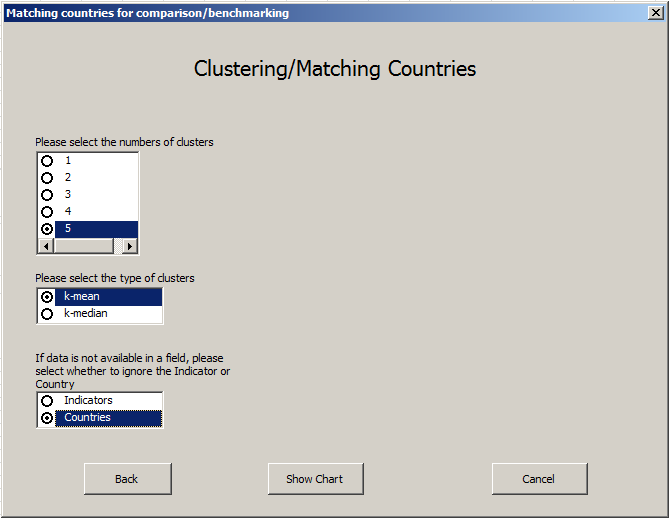 Matching countries for comparison/benchmarking
Clustering/Matching Countries
Please select the numbers of clusters
1
2
3
4
5
Please select the type of clusters
k-mean
k-median
If data is not available in a field, please
select whether to ignore the Indicator or
Country
Indicators
Countries
Back
Show Chart
Cancel